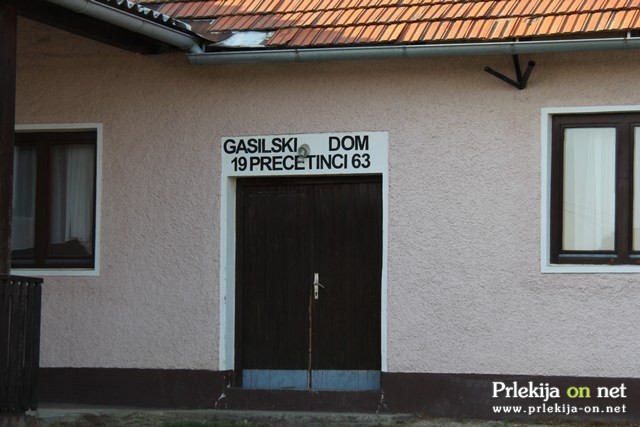 GASILSKI DOM
19 PRECETINCI 63
Prlekija on net
www.prlekija-on.net